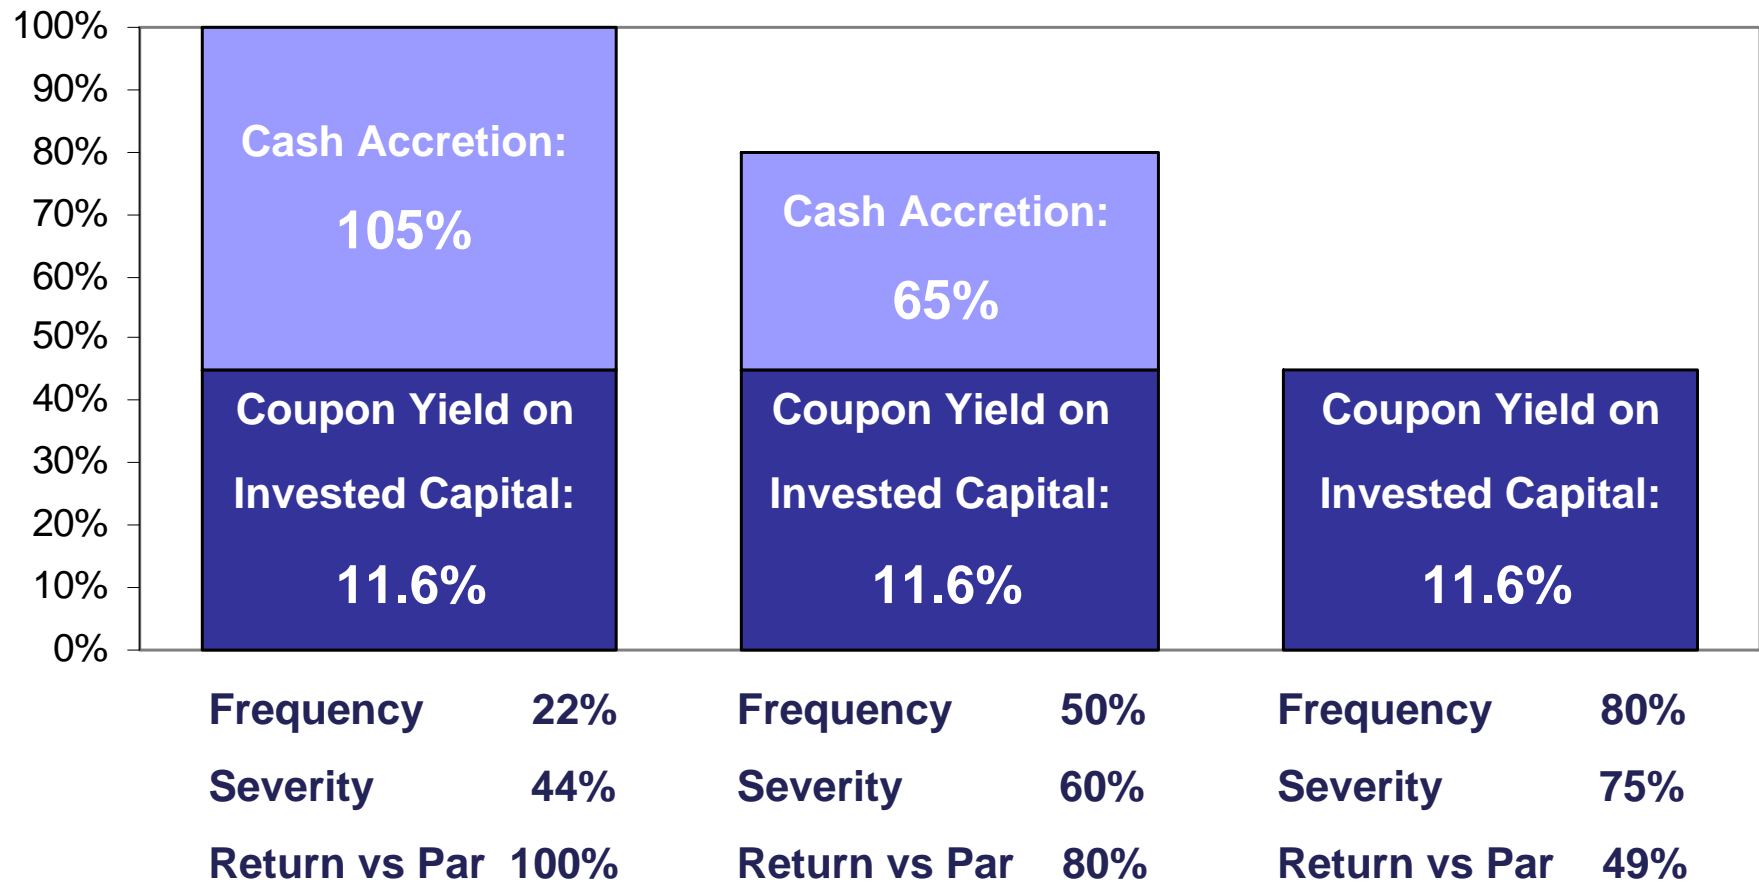 100%
90%
80%
70%
60%
50%
40%
30%
20%
10%
0%
Cash Accretion:
105%
Coupon Yield on
Invested Capital:
11.6%
Cash Accretion:
65%
Coupon Yield on
Invested Capital:
11.6%
Coupon Yield on
Invested Capital:
11.6%
Frequency 22%
Severity 44%
Return vs Par 100%
Frequency 50%
Severity 60%
Return vs Par 80%
Frequency 80%
Severity 75%
Return vs Par 49%